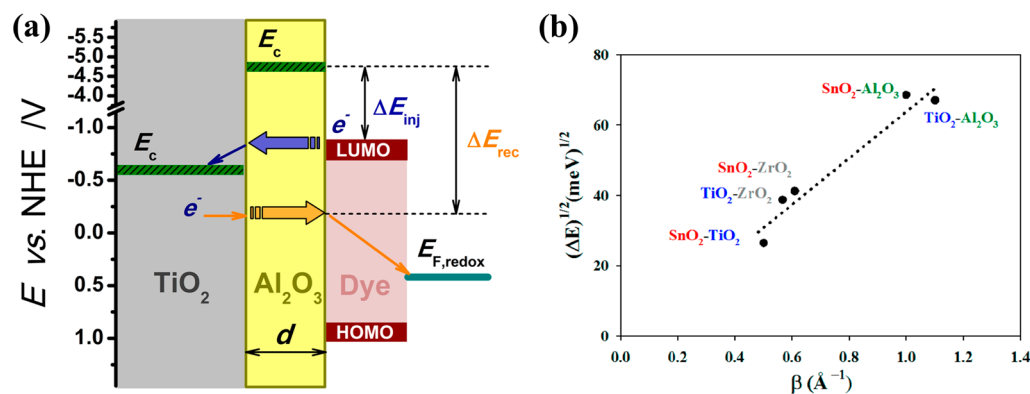 (a)
E vs. NHE /V
-5.5
-5.0
-4.5
-4.0
-1.0
-0.5
0.0
0.5
1.0
Ec
Ec
e-
LUMO
ΔEinj
ΔErec
e-
EF,redox
TiO2
Al2O3
Dye
HOMO
d
(b)
(ΔE)1/2(meV)1/2
80
60
40
20
0
SnO2-Al2O3
TiO2-Al2O3
SnO2-ZrO2
TiO2-ZrO2
SnO2-TiO2
0.0 0.2 0.4 0.6 0.8 1.0 1.2 1.4
β (Å −1)